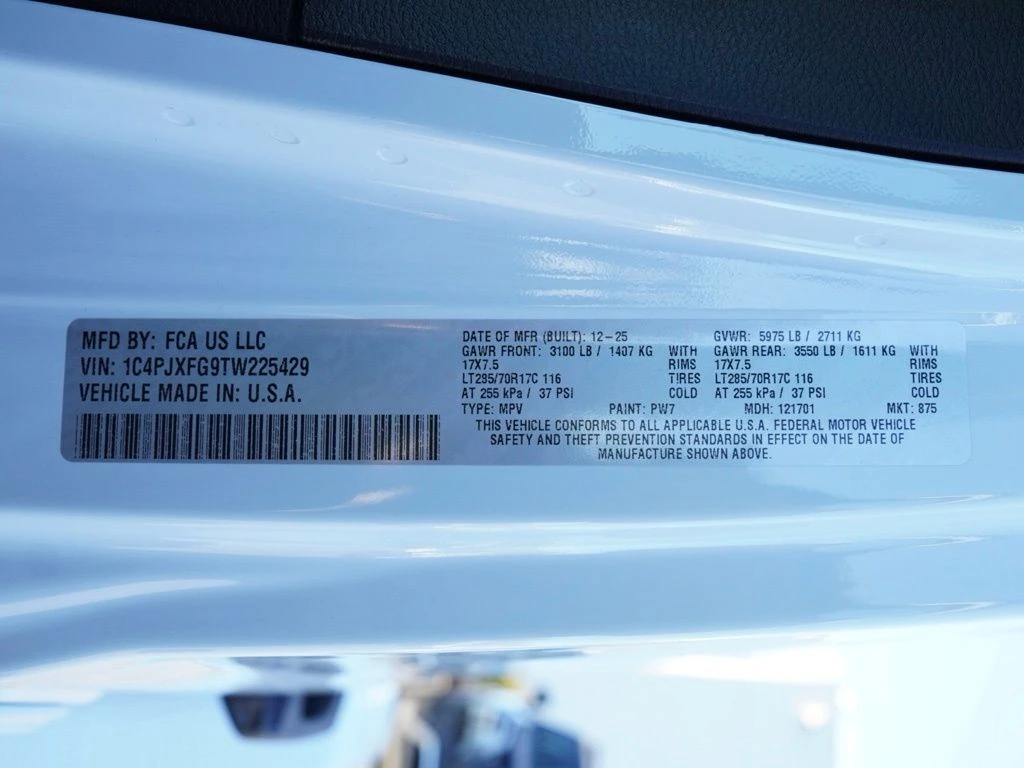 MFD BY: FCA US LLC
VIN: 1C4PJXFG9TW225429
VEHICLE MADE IN: U.S.A.
DATE OF MFR (BUILT): 12-25 GVWR: 5975 LB / 2711 KG
GAWR FRONT: 3100 LB / 1407 KG WITH GAWR REAR: 3550 LB / 1611 KG WITH
17X7.5 RIMS 17X7.5 RIMS
LT285/70R17C 116 TIRES LT285/70R17C 116 TIRES
AT 255 kPa / 37 PSI COLD AT 255 kPa / 37 PSI COLD
TYPE: MPV PAINT: PW7 MDH: 121701 MKT: 875
THIS VEHICLE CONFORMS TO ALL APPLICABLE U.S.A. FEDERAL MOTOR VEHICLE
SAFETY AND THEFT PREVENTION STANDARDS IN EFFECT ON THE DATE OF
MANUFACTURE SHOWN ABOVE.